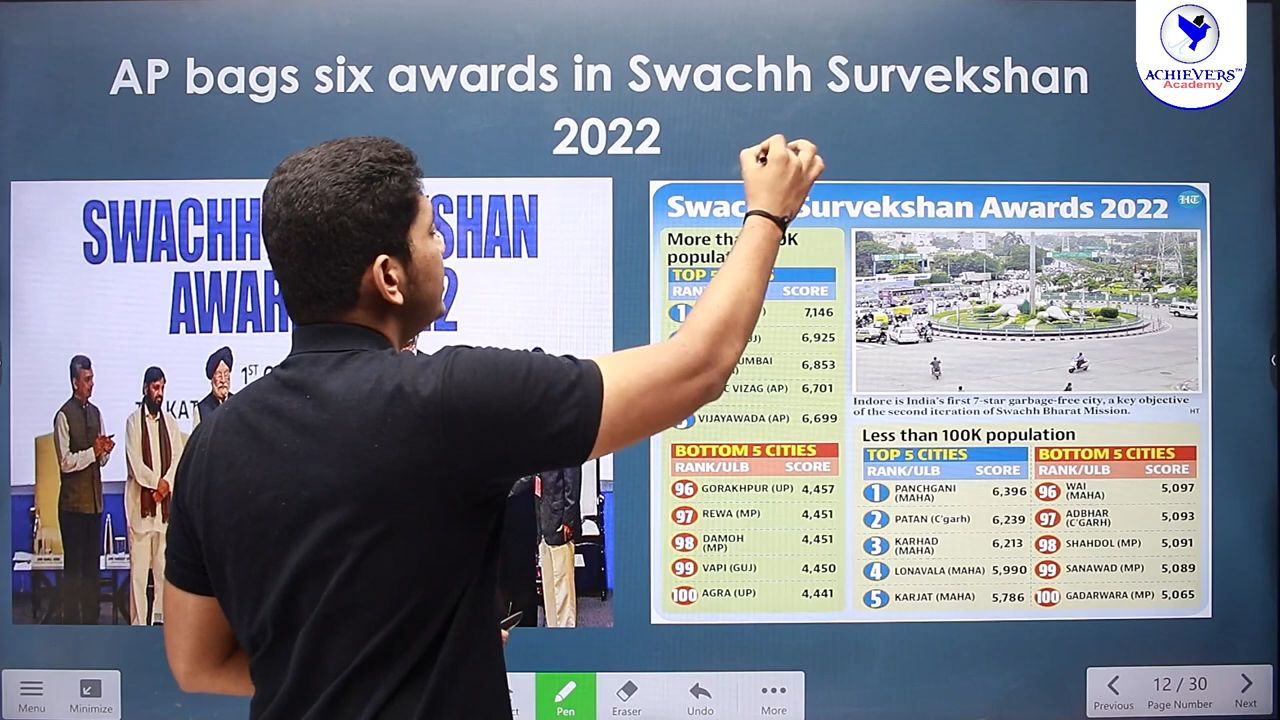 AP bags six awards in Swachh Survekshan
2022
ACHIEVERS™
Academy
SWACHH SHAN
AWAR 2
1ST
Swac Survekshan Awards 2022
HT
More tha 0K
popula
TOP 5
RAN SCORE
1 7,146
6,925
UMBAI 6,853
C VIZAG (AP) 6,701
VIJAYAWADA (AP) 6,699
BOTTOM 5 CITIES
RANK/ULB SCORE
96 GORAKHPUR (UP) 4,457
97 REWA (MP) 4,451
98 DAMOH (MP) 4,451
99 VAPI (GUJ) 4,450
100 AGRA (UP) 4,441
Indore is India's first 7-star garbage-free city, a key objective
of the second iteration of Swachh Bharat Mission. HT
Less than 100K population
TOP 5 CITIES
RANK/ULB SCORE
1 PANCHGANI (MAHA) 6,396
2 PATAN (C'garh) 6,239
3 KARHAD (MAHA) 6,213
4 LONAVALA (MAHA) 5,990
5 KARJAT (MAHA) 5,786
BOTTOM 5 CITIES
RANK/ULB SCORE
96 WAI (MAHA) 5,097
97 ADBHAR (C'GARH) 5,093
98 SHAHDOL (MP) 5,091
99 SANAWAD (MP) 5,089
100 GADARWARA (MP) 5,065
Menu Minimize
Pen Eraser Undo More
12 / 30
Previous Page Number Next